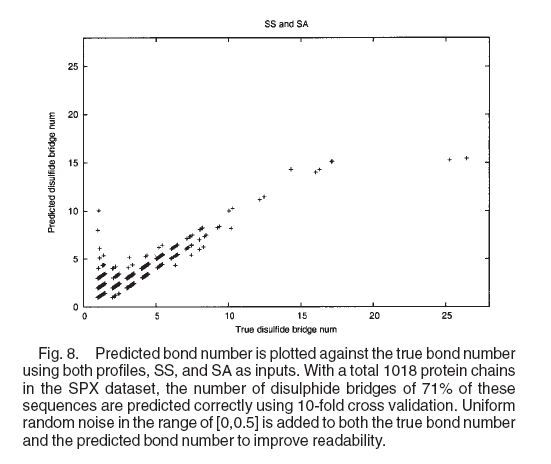 SS and SA
25
20
15
10
5
0
0 5 10 15 20 25
Predicted disulfide bridge num
True disulfide bridge num
Fig. 8. Predicted bond number is plotted against the true bond number
using both profiles, SS, and SA as inputs. With a total 1018 protein chains
in the SPX dataset, the number of disulphide bridges of 71% of these
sequences are predicted correctly using 10-fold cross validation. Uniform
random noise in the range of [0,0.5] is added to both the true bond number
and the predicted bond number to improve readability.